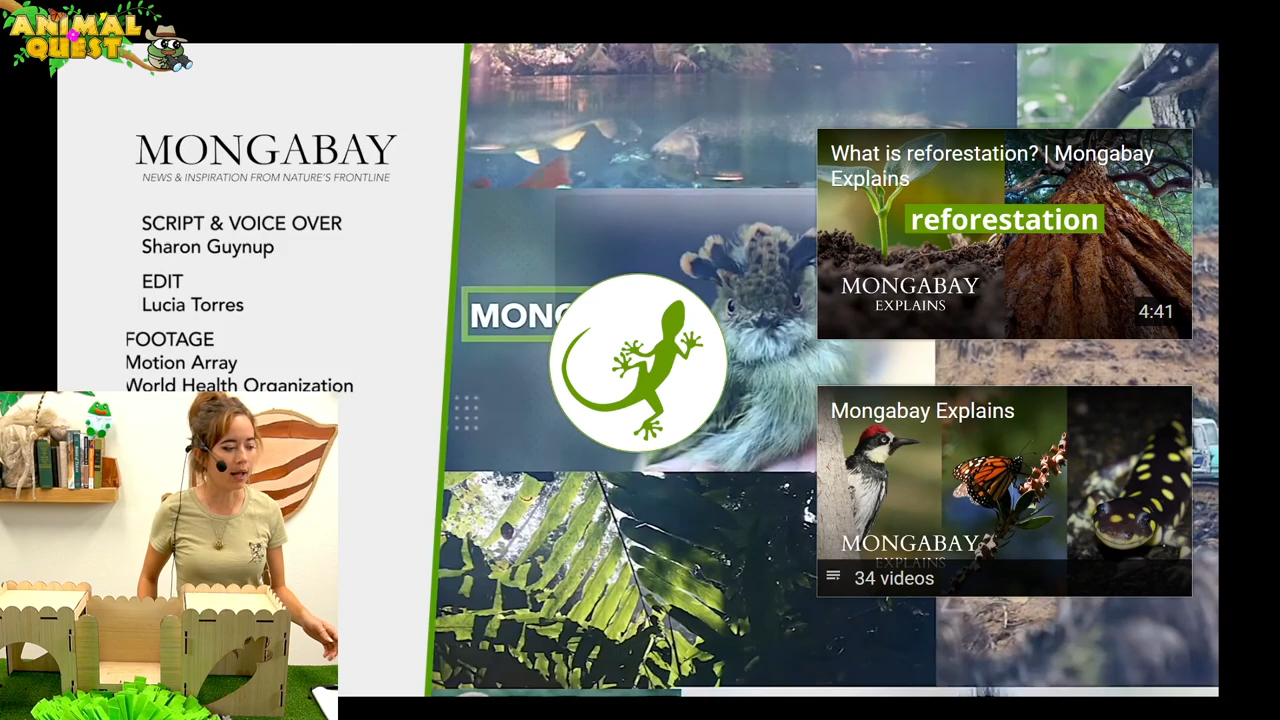 ANIMAL
QUEST
MONGABAY
NEWS & INSPIRATION FROM NATURE'S FRONTLINE
SCRIPT & VOICE OVER
Sharon Guynup
EDIT
Lucia Torres
FOOTAGE
Motion Array
World Health Organization
MONG
What is reforestation? | Mongabay
Explains
reforestation
MONGABAY
EXPLAINS
4:41
Mongabay Explains
MONGABAY
EXPLAINS
34 videos